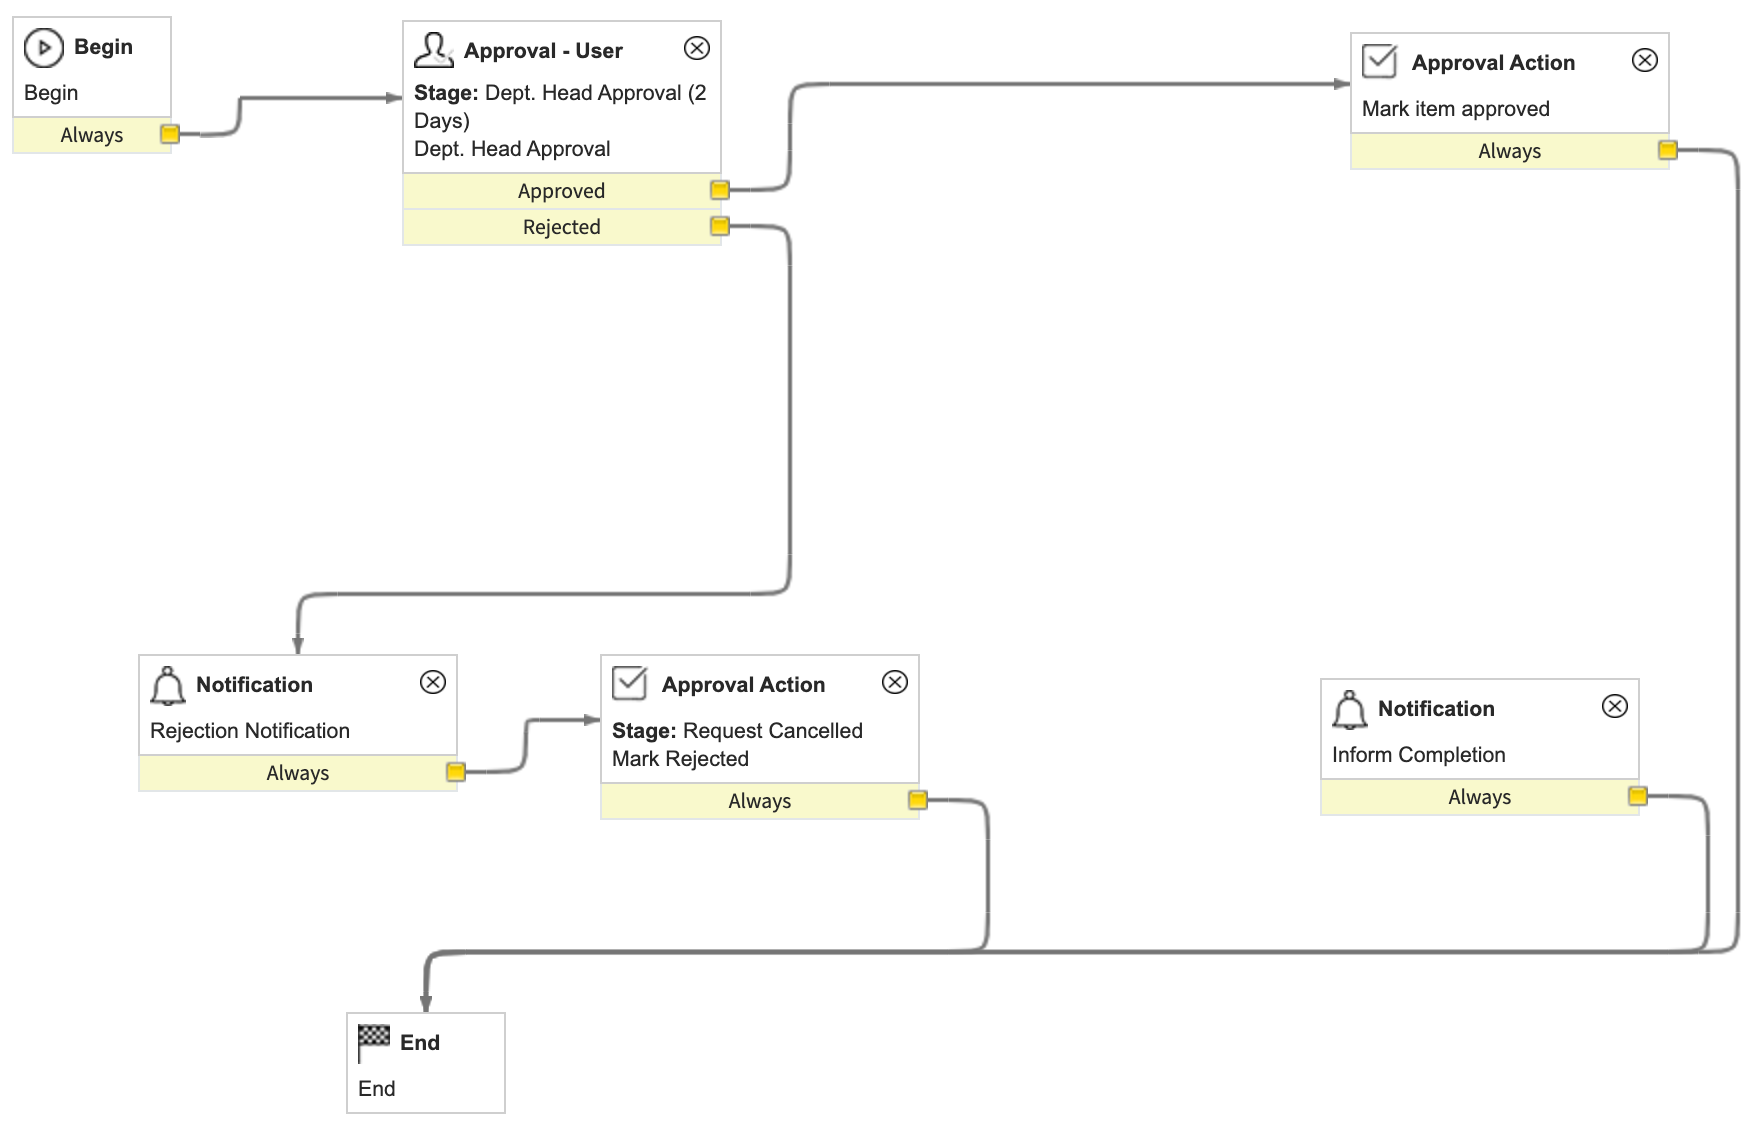 Begin
Begin
Always
Approval - User
Stage: Dept. Head Approval (2
Days)
Dept. Head Approval
Approved
Rejected
Approval Action
Mark item approved
Always
Notification
Rejection Notification
Always
Approval Action
Stage: Request Cancelled
Mark Rejected
Always
Notification
Inform Completion
Always
End
End